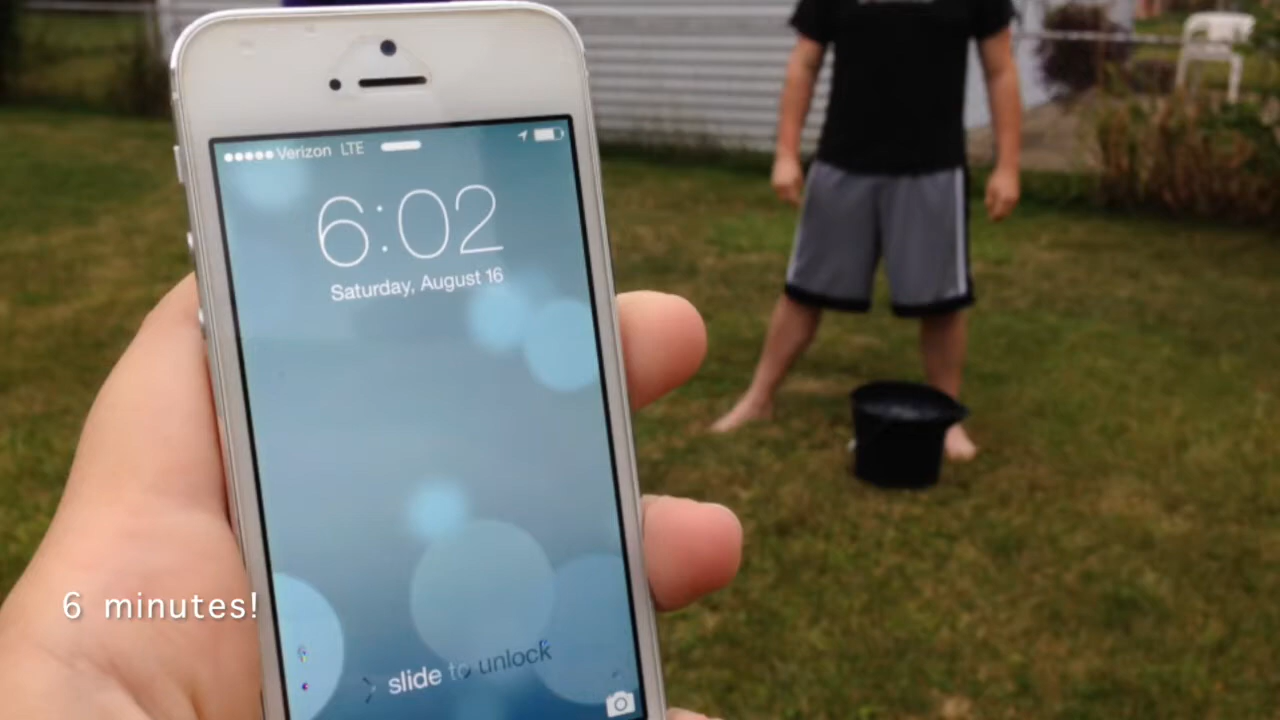 Verizon LTE
6:02
Saturday, August 16
6 minutes!
slide to unlock